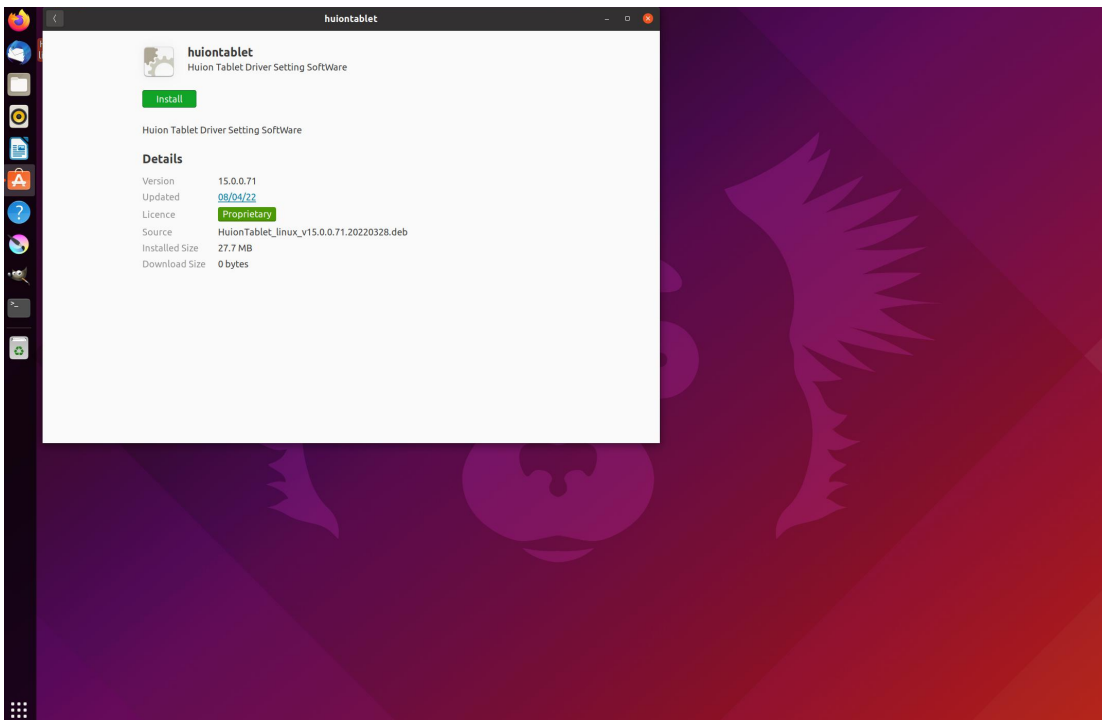 huiontablet
huiontablet
Huion Tablet Driver Setting SoftWare
Install
Huion Tablet Driver Setting SoftWare
Details
Version 15.0.0.71
Updated 08/04/22
Licence Proprietary
Source HuionTablet_linux_v15.0.0.71.20220328.deb
Installed Size 27.7 MB
Download Size 0 bytes